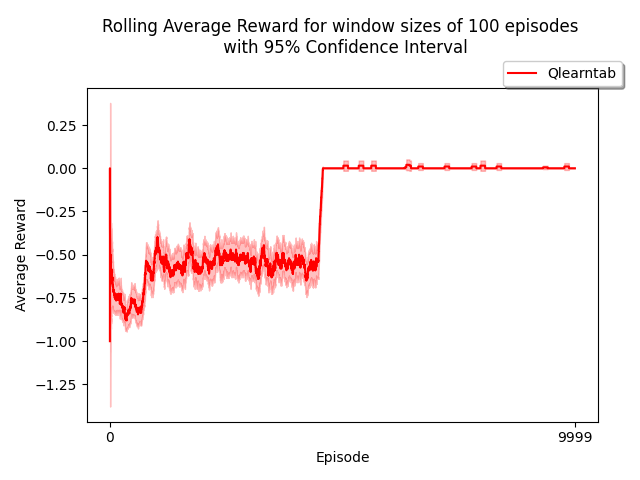 Rolling Average Reward for window sizes of 100 episodes
with 95% Confidence Interval
Qlearntab
0.25
0.00
−0.25
−0.50
−0.75
−1.00
−1.25
Average Reward
0 9999
Episode